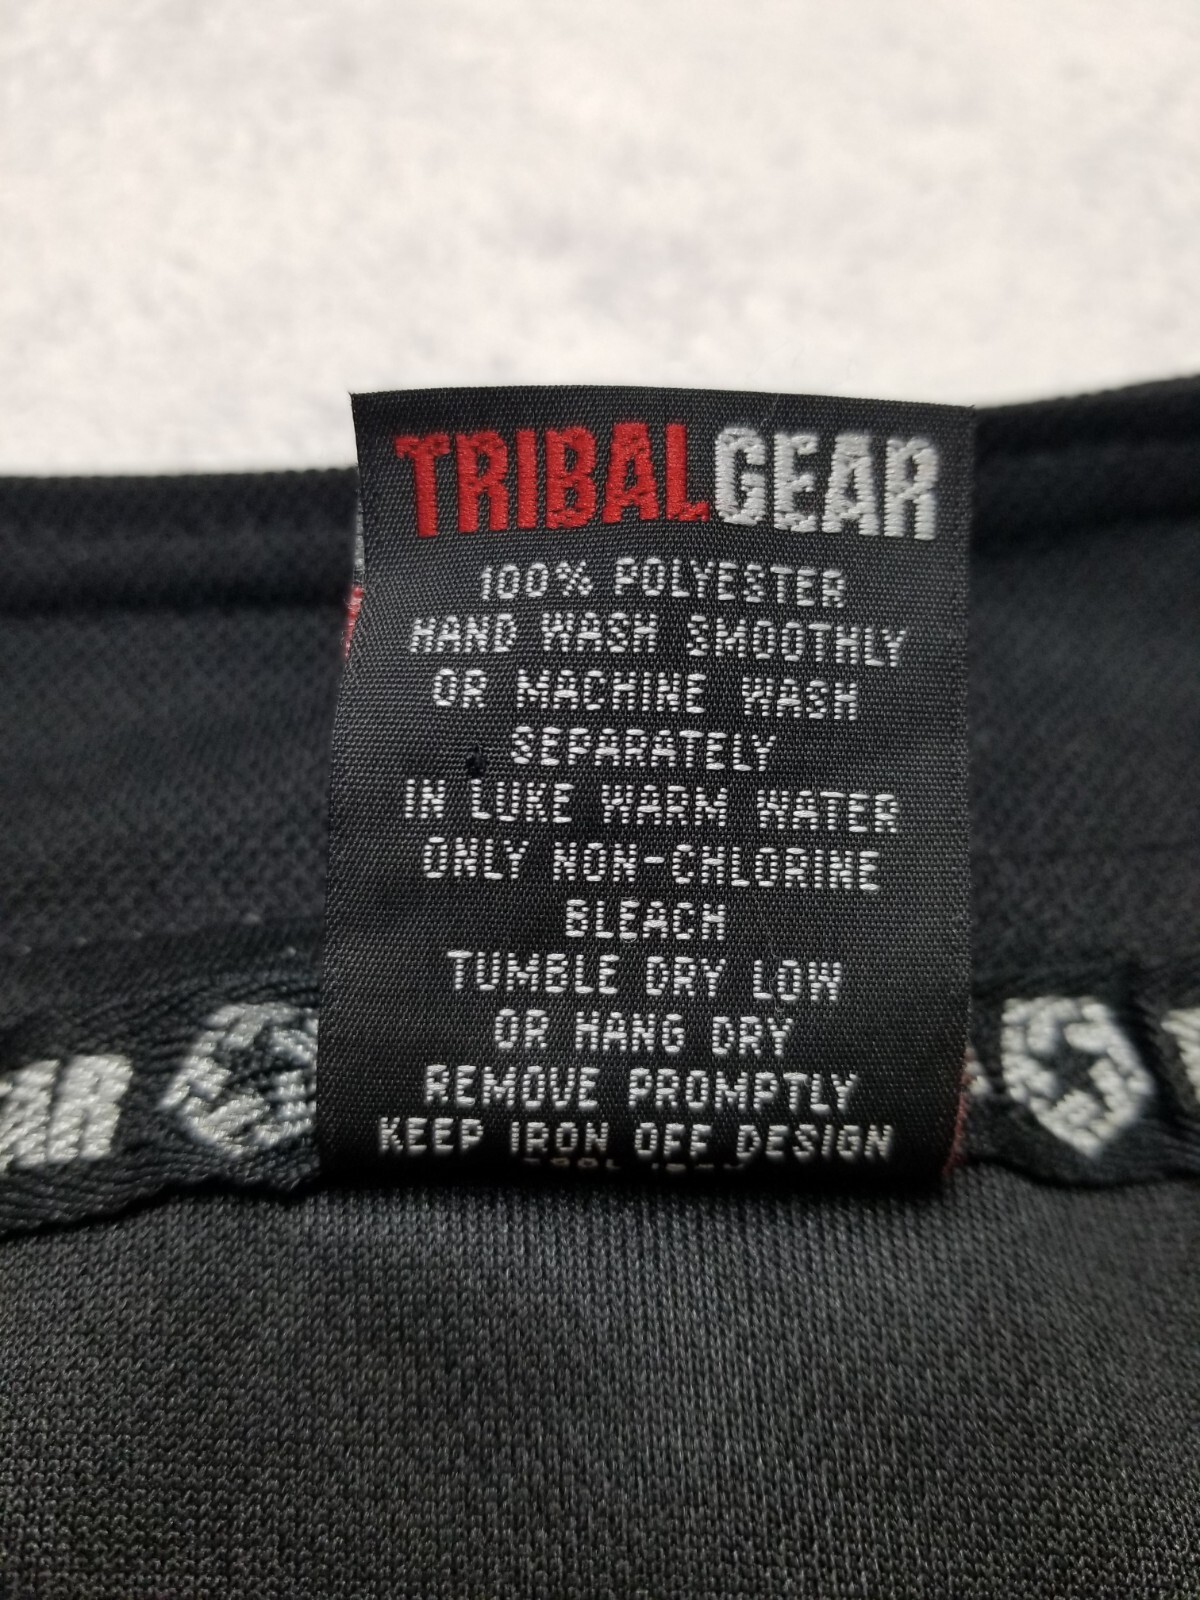 TRIBALGEAR
100% POLYESTER
HAND WASH SMOOTHLY
OR MACHINE WASH
SEPARATELY
IN LUKE WARM WATER
ONLY NON-CHLORINE
BLEACH
TUMBLE DRY LOW
OR HANG DRY
REMOVE PROMPTLY
KEEP IRON OFF DESIGN